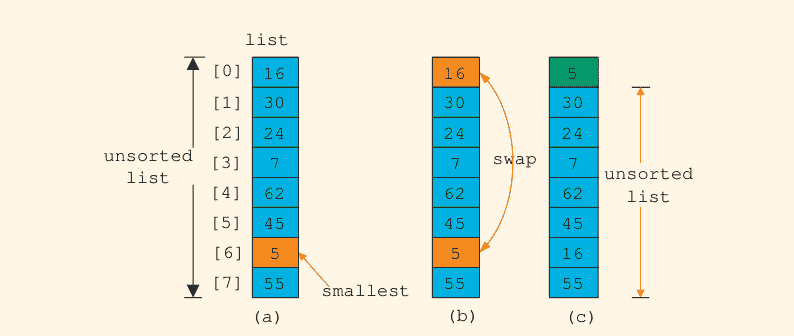 list
[0] 16 16 5
[1] 30 30 30
[2] 24 24 24
[3] 7 7 7
[4] 62 62 62
[5] 45 45 45
[6] 5 5 16
[7] 55 55 55
unsorted
list
smallest
swap
unsorted
list
(a) (b) (c)